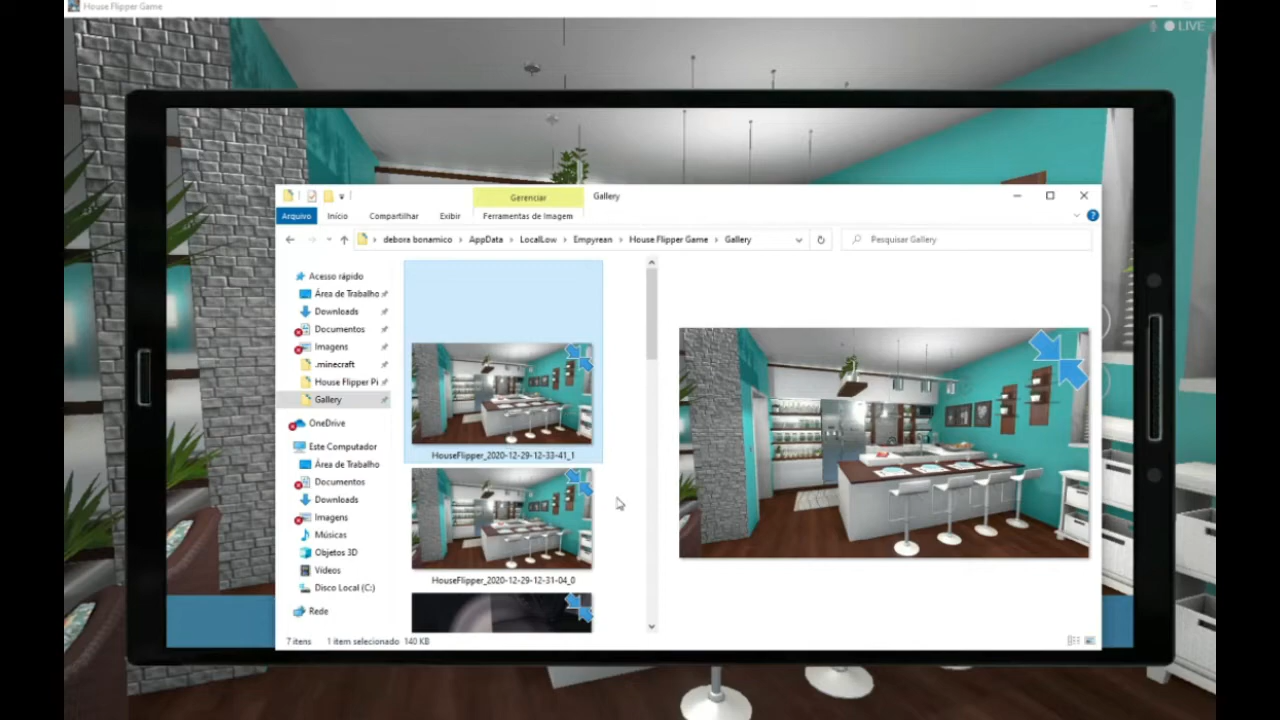 House Flipper Game
LIVE
Gerenciar
Gallery
Arquivo
Início
Compartilhar
Exibir
Ferramentas de Imagem
debora bonamico
AppData
LocalLow
Empyrean
House Flipper Game
Gallery
Pesquisar Gallery
Acesso rápido
Área de Trabalho
Downloads
Documentos
Imagens
.minecraft
House Flipper Pi
Gallery
OneDrive
Este Computador
Área de Trabalho
Documentos
Downloads
Imagens
Músicas
Objetos 3D
Vídeos
Disco Local (C:)
Rede
HouseFlipper_2020-12-29-12-33-41_1
HouseFlipper_2020-12-29-12-31-04_0
7 itens
1 item selecionado 140 KB